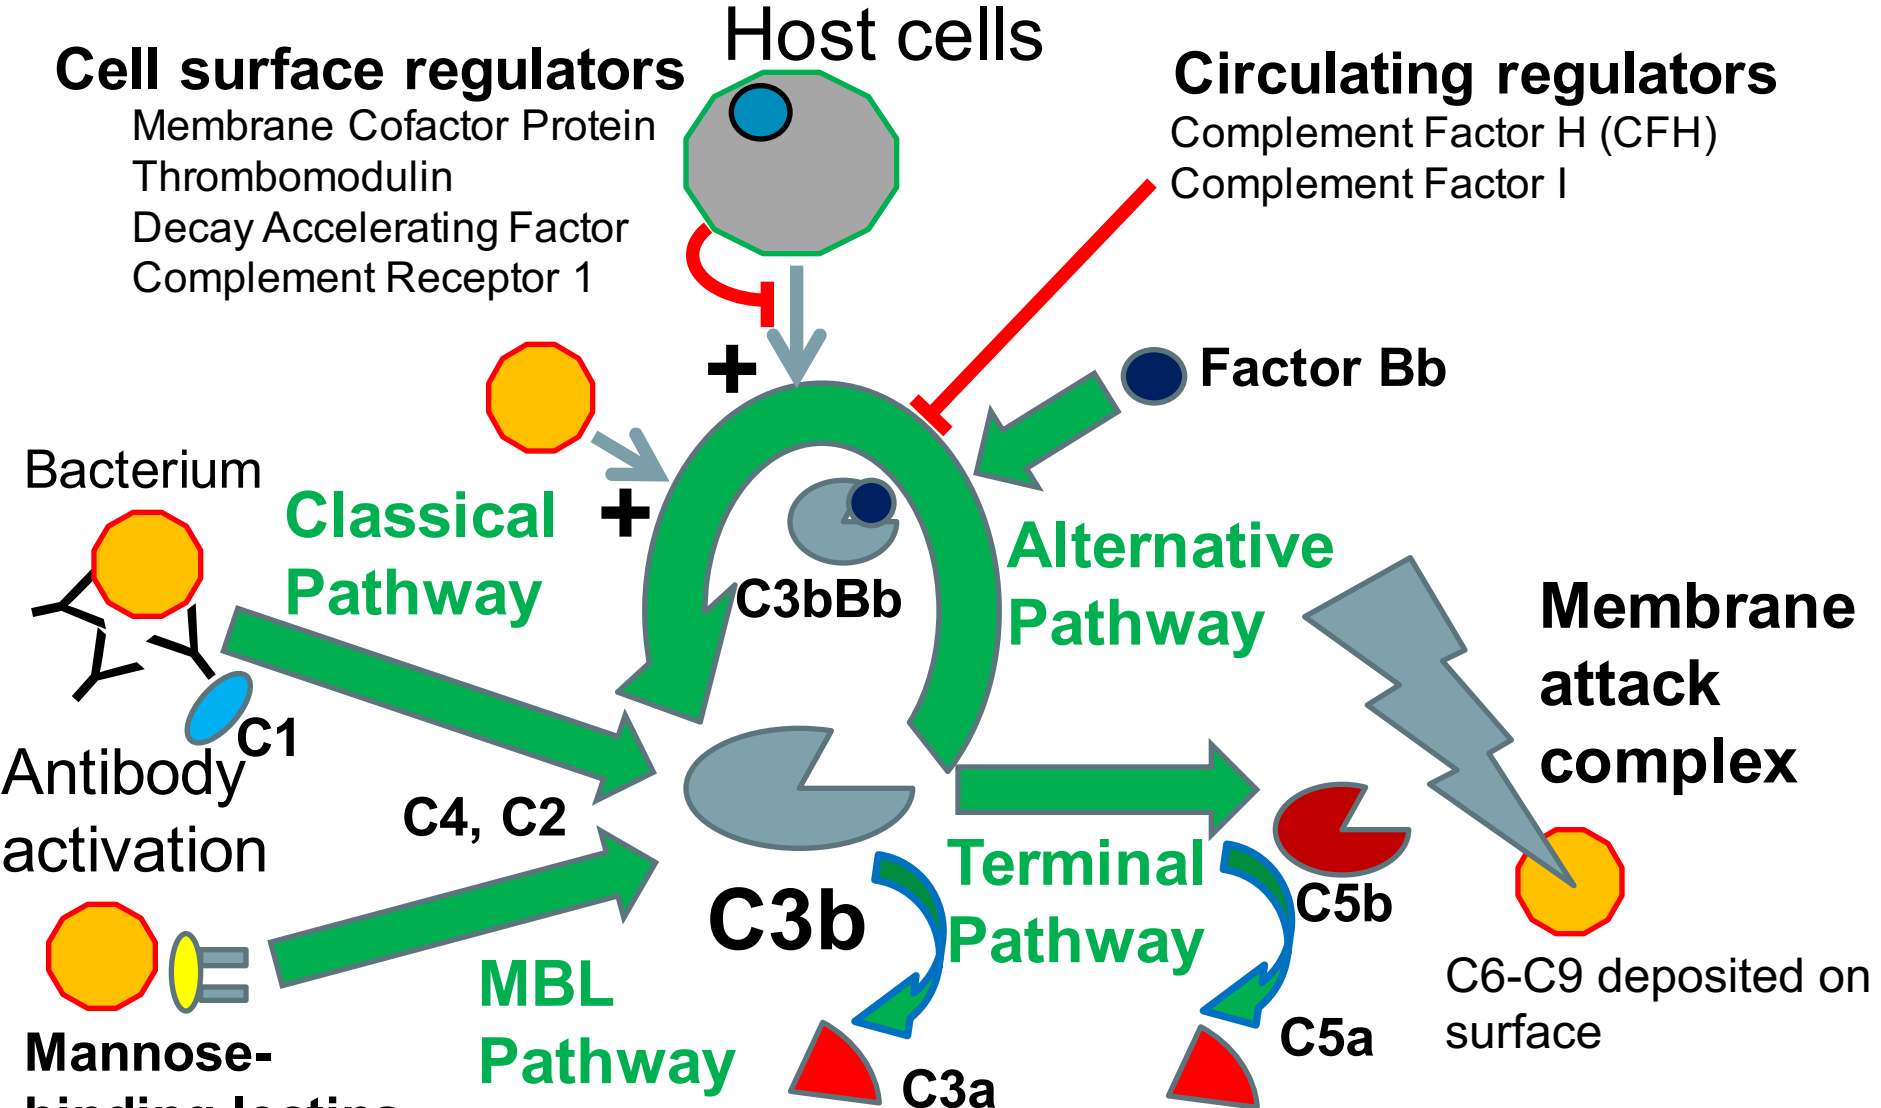 Host cells
Cell surface regulators
Membrane Cofactor Protein
Thrombomodulin
Decay Accelerating Factor
Complement Receptor 1
Circulating regulators
Complement Factor H (CFH)
Complement Factor I
+
Factor Bb
Bacterium
Classical
Pathway
+
C3bBb
Alternative
Pathway
Membrane
attack
complex
C1
Antibody
activation
C4, C2
C3b
Terminal
Pathway
C5b
C6-C9 deposited on
surface
MBL
Pathway
C3a
C5a
Mannose-
binding lectins